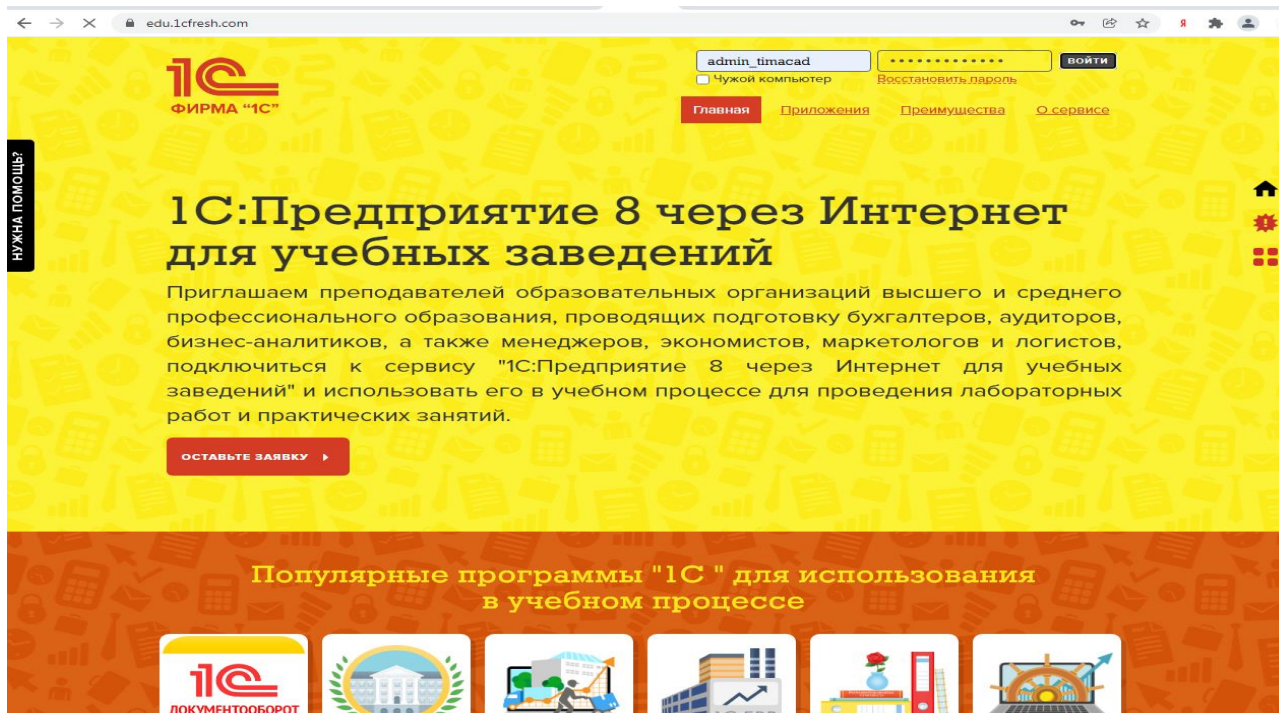 edu.1cfresh.com
Я
1С
ФИРМА "1С"
admin_timacad
•••••••••••••
ВОЙТИ
Чужой компьютер
Восстановить пароль
Главная
Приложения
Преимущества
О сервисе
НУЖНА ПОМОЩЬ?
1С:Предприятие 8 через Интернет
для учебных заведений
Приглашаем преподавателей образовательных организаций высшего и среднего
профессионального образования, проводящих подготовку бухгалтеров, аудиторов,
бизнес-аналитиков, а также менеджеров, экономистов, маркетологов и логистов,
подключиться к сервису "1С:Предприятие 8 через Интернет для учебных
заведений" и использовать его в учебном процессе для проведения лабораторных
работ и практических занятий.
ОСТАВЬТЕ ЗАЯВКУ
Популярные программы "1С " для использования
в учебном процессе
1С
ДОКУМЕНТООБОРОТ